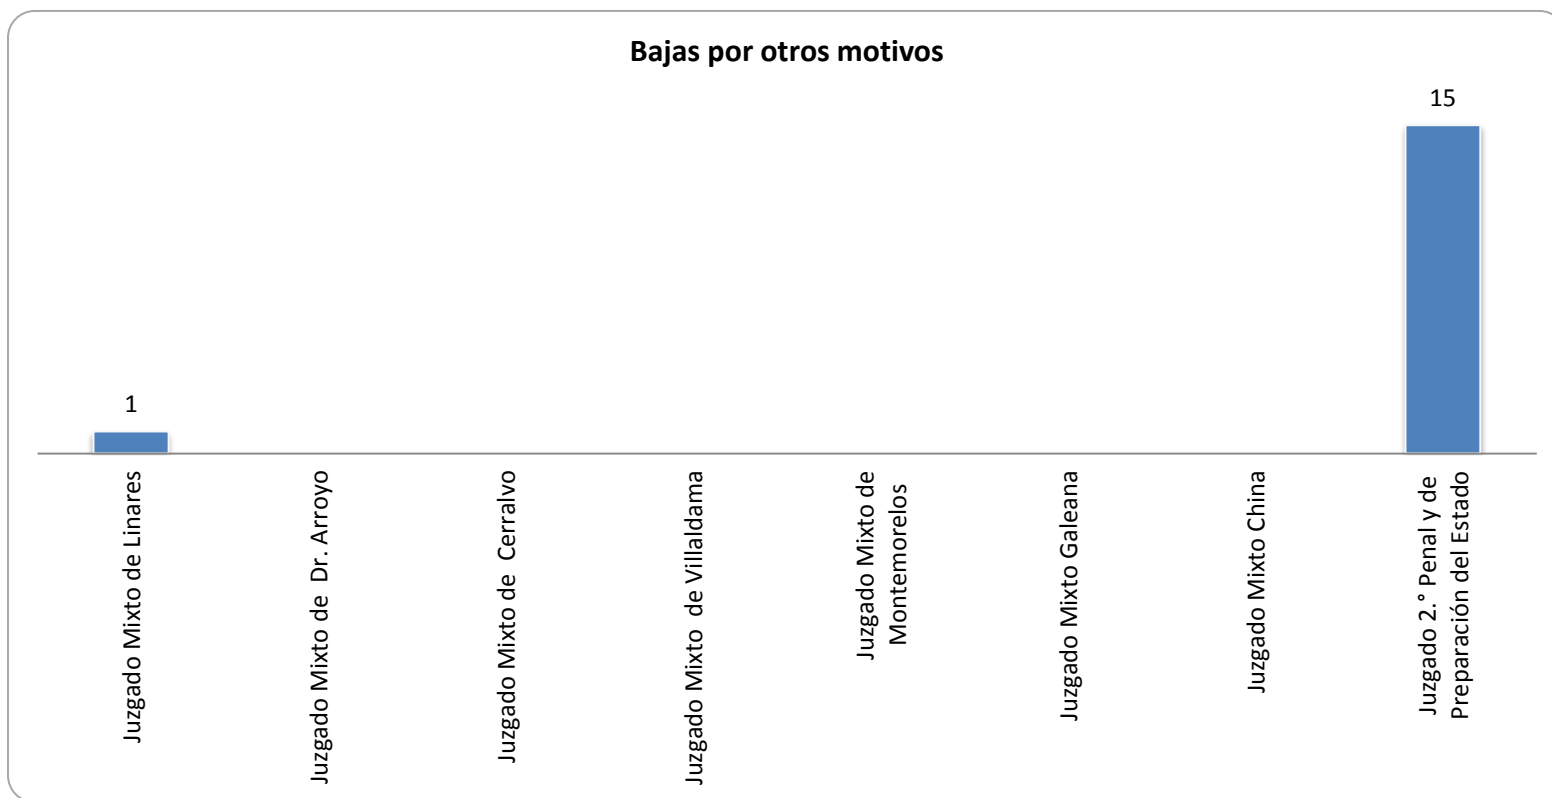 Bajas por otros motivos
15
1
Juzgado Mixto de Linares
Juzgado Mixto de  Dr. Arroyo
Juzgado Mixto de  Cerralvo
Juzgado Mixto  de Villaldama
Juzgado Mixto de
Montemorelos
Juzgado Mixto Galeana
Juzgado Mixto China
Juzgado 2.° Penal y de
Preparación del Estado